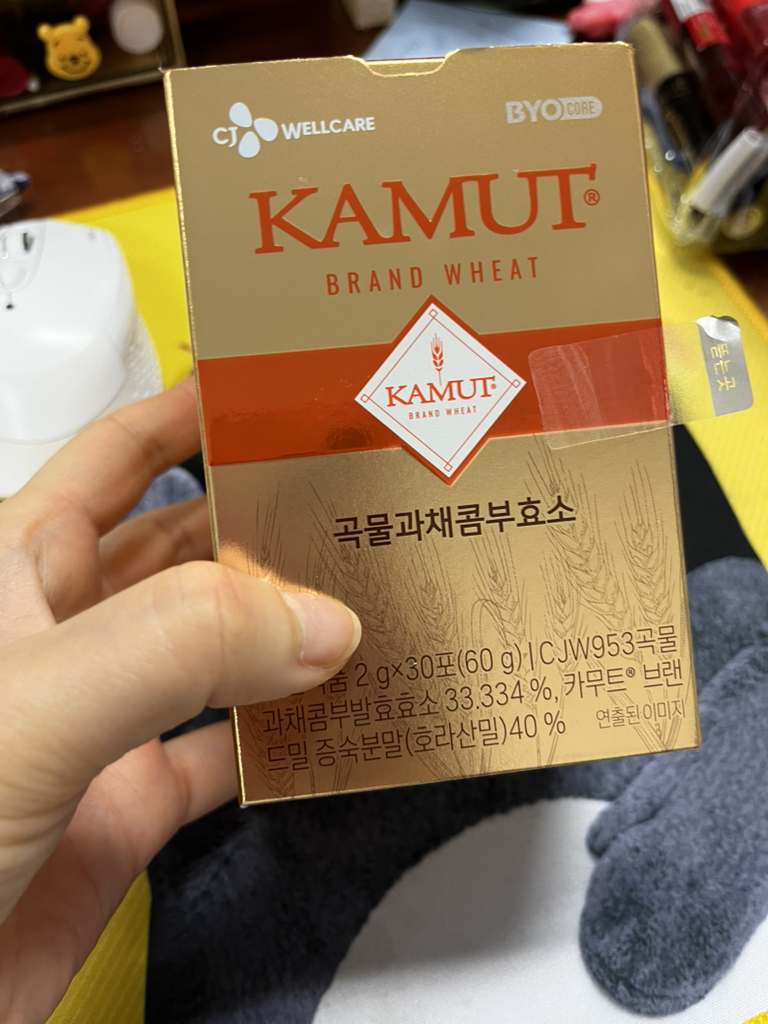 CJ WELLCARE
BYO CORE
KAMUT®
BRAND WHEAT
KAMUT®
BRAND WHEAT
뜯는곳
곡물과채콤부효소
2 g×30포(60 g) | CJW953곡물
과채콤부발효효소 33.334 %, 카무트® 브랜
드밀 증숙분말(호라산밀)40 %
연출된 이미지